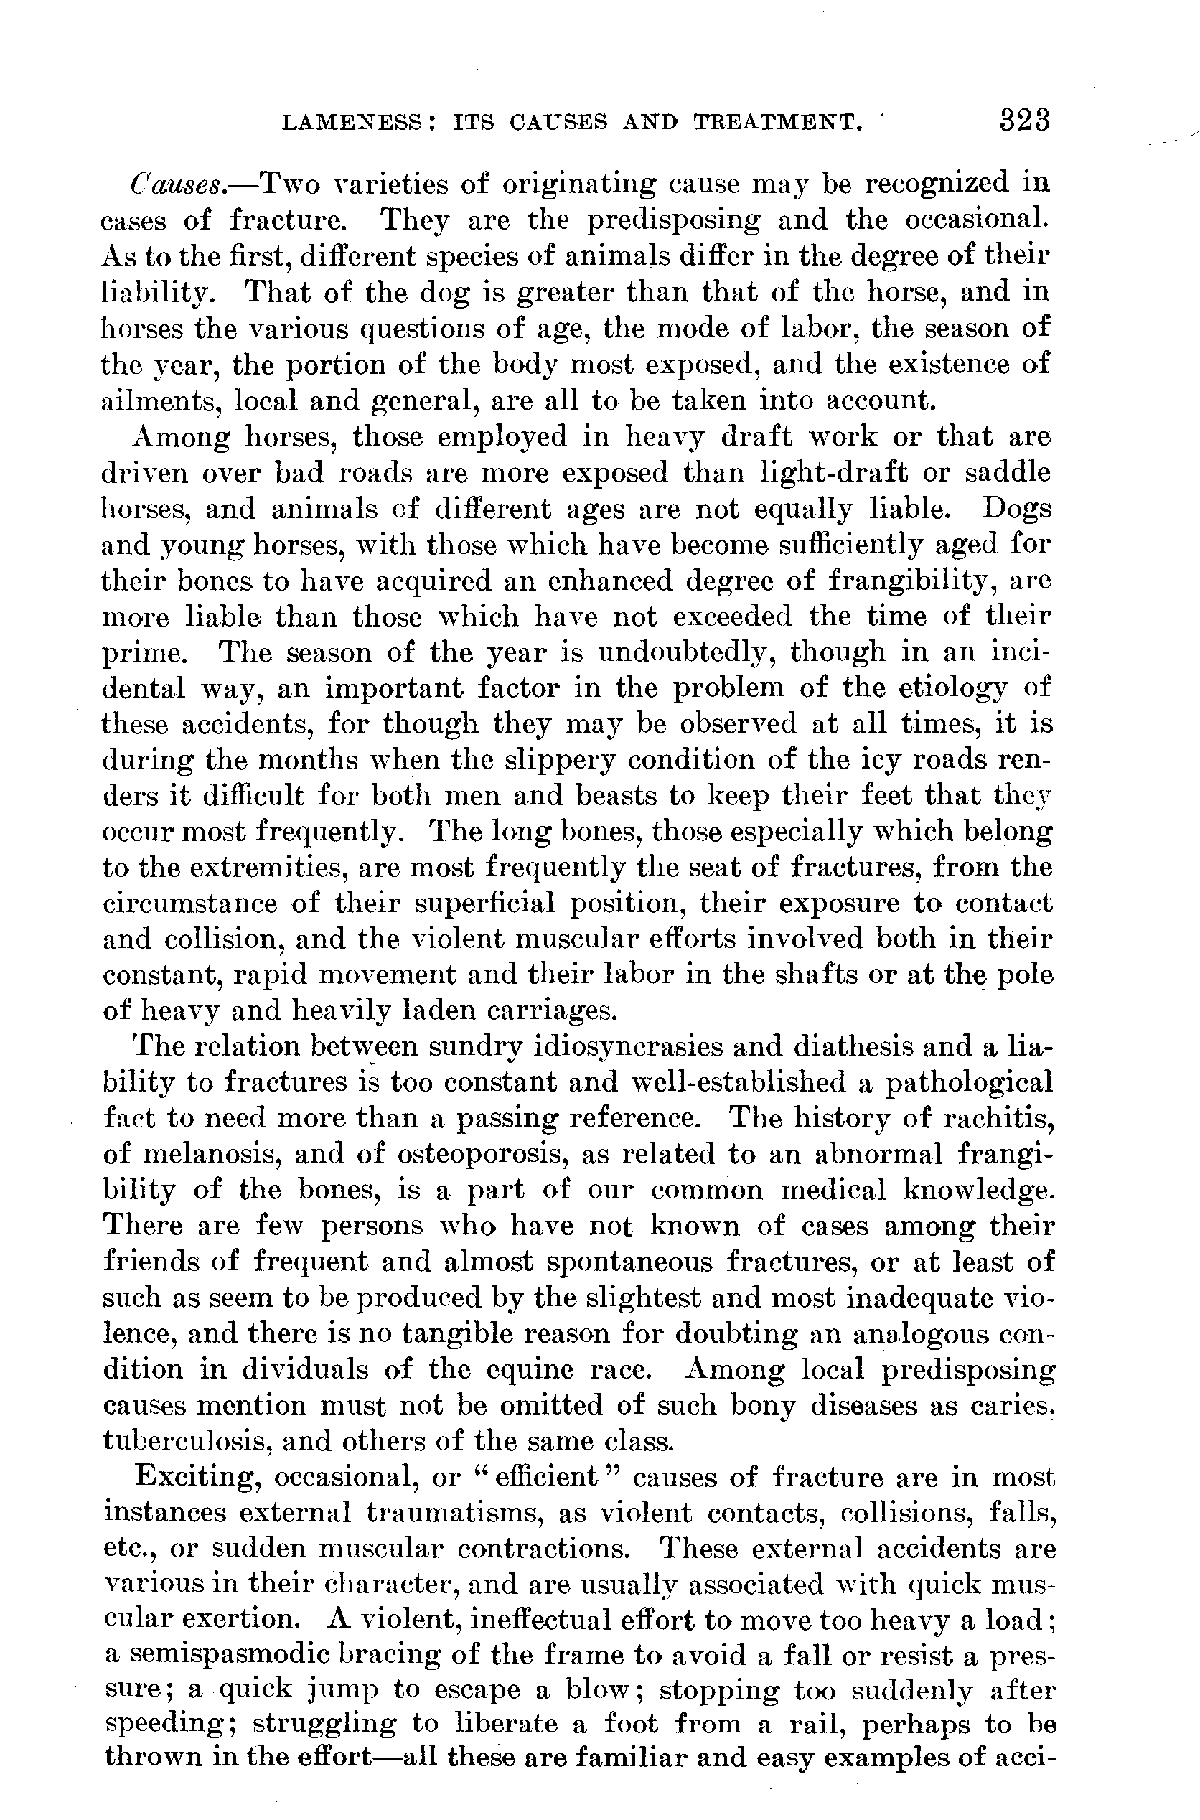 LAMENESS: ITS CAUSES AND TREATMENT. 323
Causes.—Two varieties of originating cause may be recognized in
cases of fracture. They are the predisposing and the occasional.
As to the first, different species of animals differ in the degree of their
liability. That of the dog is greater than that of the horse, and in
horses the various questions of age, the mode of labor, the season of
the year, the portion of the body most exposed, and the existence of
ailments, local and general, are all to be taken into account.
Among horses, those employed in heavy draft work or that are
driven over bad roads are more exposed than light-draft or saddle
horses, and animals of different ages are not equally liable. Dogs
and young horses, with those which have become sufficiently aged for
their bones to have acquired an enhanced degree of frangibility, are
more liable than those which have not exceeded the time of their
prime. The season of the year is undoubtedly, though in an inci-
dental way, an important factor in the problem of the etiology of
these accidents, for though they may be observed at all times, it is
during the months when the slippery condition of the icy roads ren-
ders it difficult for both men and beasts to keep their feet that they
occur most frequently. The long bones, those especially which belong
to the extremities, are most frequently the seat of fractures, from the
circumstance of their superficial position, their exposure to contact
and collision, and the violent muscular efforts involved both in their
constant, rapid movement and their labor in the shafts or at the pole
of heavy and heavily laden carriages.
The relation between sundry idiosyncrasies and diathesis and a lia-
bility to fractures is too constant and well-established a pathological
fact to need more than a passing reference. The history of rachitis,
of melanosis, and of osteoporosis, as related to an abnormal frangi-
bility of the bones, is a part of our common medical knowledge.
There are few persons who have not known of cases among their
friends of frequent and almost spontaneous fractures, or at least of
such as seem to be produced by the slightest and most inadequate vio-
lence, and there is no tangible reason for doubting an analogous con-
dition in dividuals of the equine race. Among local predisposing
causes mention must not be omitted of such bony diseases as caries,
tuberculosis, and others of the same class.
Exciting, occasional, or "efficient" causes of fracture are in most
instances external traumatisms, as violent contacts, collisions, falls,
etc., or sudden muscular contractions. These external accidents are
various in their character, and are usually associated with quick mus-
cular exertion. A violent, ineffectual effort to move too heavy a load;
a semispasmodic bracing of the frame to avoid a fall or resist a pres-
sure; a quick jump to escape a blow; stopping too suddenly after
speeding; struggling to liberate a foot from a rail, perhaps to be
thrown in the effort—all these are familiar and easy examples of acci-